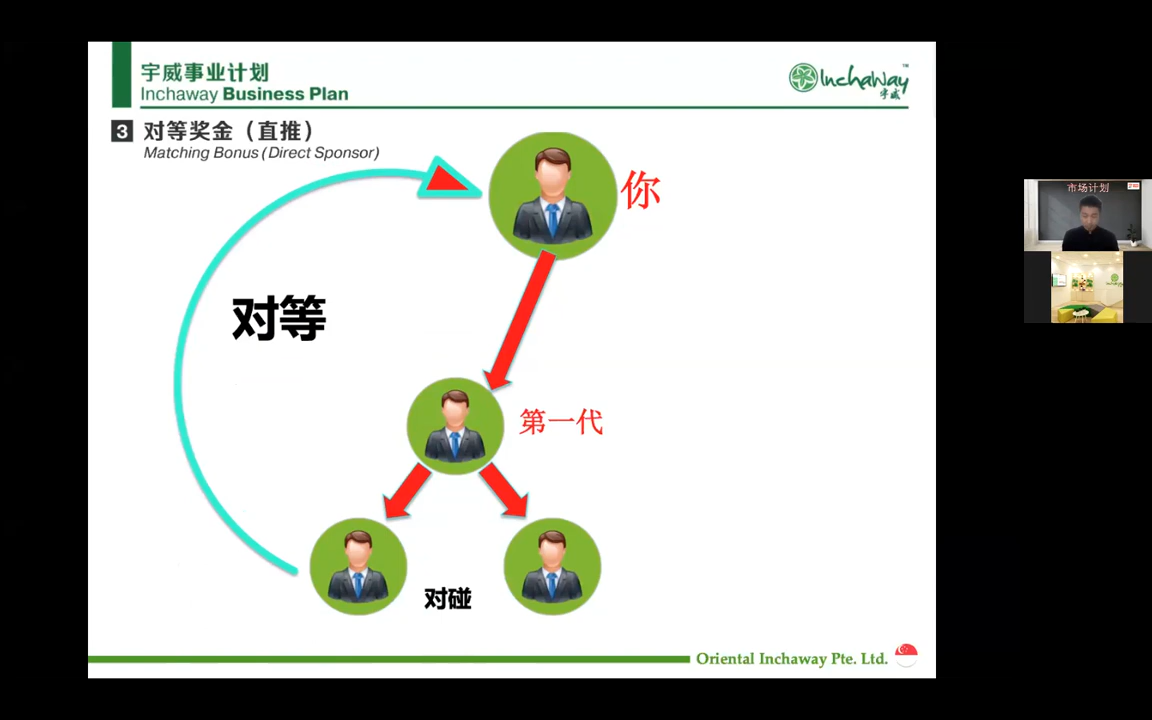 宇威事业计划
Inchaway Business Plan
Inchaway™
宇威
3 对等奖金（直推）
Matching Bonus (Direct Sponsor)
你
对等
第一代
对碰
Oriental Inchaway Pte. Ltd.
市场计划